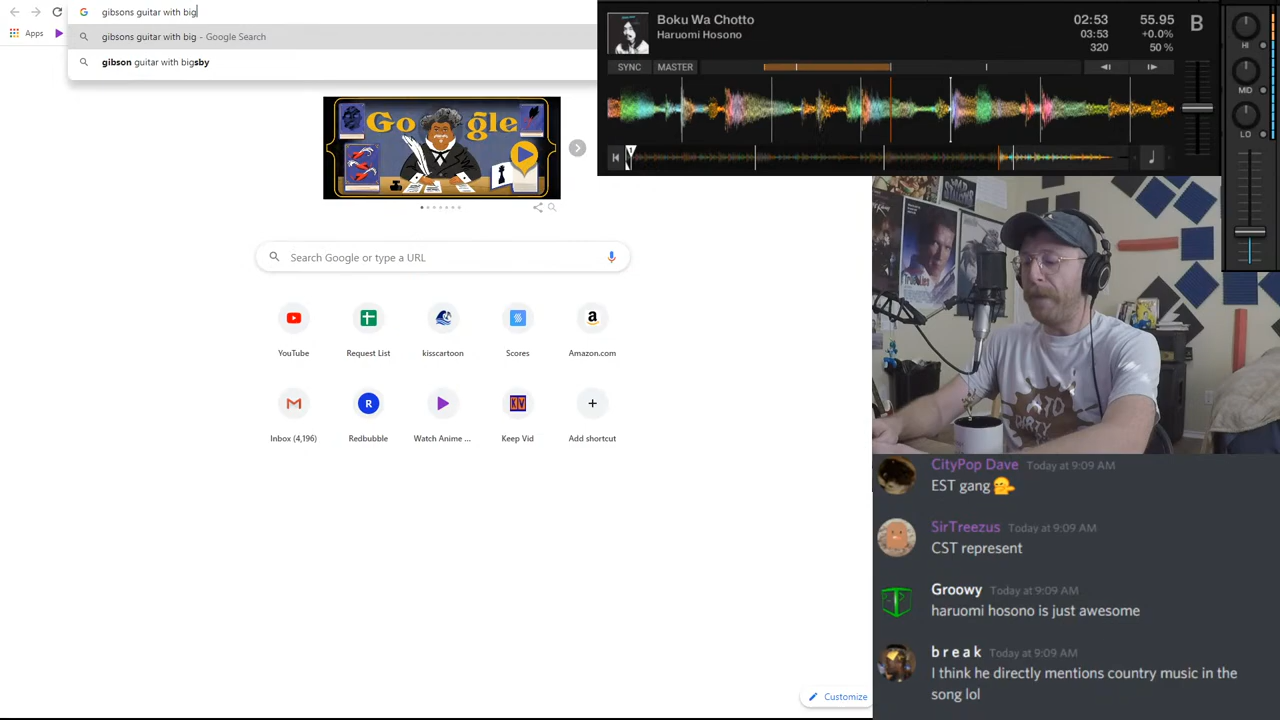 gibsons guitar with big
gibsons guitar with big - Google Search
gibson guitar with bigsby
Apps
Google
Search Google or type a URL
YouTube
Request List
kisscartoon
Scores
Amazon.com
Inbox (4,196)
Redbubble
Watch Anime ...
Keep Vid
Add shortcut
Customize
Boku Wa Chotto
Haruomi Hosono
02:53
03:53
320
55.95
+0.0%
50 %
B
SYNC
MASTER
HI
MID
LO
CityPop Dave Today at 9:09 AM
EST gang
SirTreezus Today at 9:09 AM
CST represent
Groowy Today at 9:09 AM
haruomi hosono is just awesome
b r e a k Today at 9:09 AM
I think he directly mentions country music in the
song lol